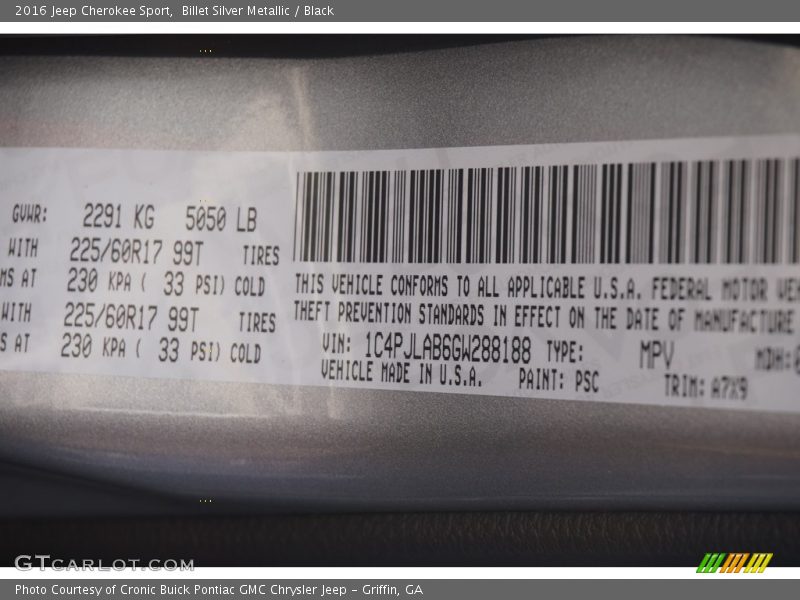 2016 Jeep Cherokee Sport,  Billet Silver Metallic / Black
GVWR: 2291 KG 5050 LB
WITH 225/60R17 99T TIRES
MS AT 230 KPA ( 33 PSI) COLD
WITH 225/60R17 99T TIRES
S AT 230 KPA ( 33 PSI) COLD
THIS VEHICLE CONFORMS TO ALL APPLICABLE U.S.A. FEDERAL MOTOR VEH
THEFT PREVENTION STANDARDS IN EFFECT ON THE DATE OF MANUFACTURE
VIN: 1C4PJLAB6GW288188 TYPE: MPV MDH: 0
VEHICLE MADE IN U.S.A. PAINT: PSC TRIM: A7X9
GTCARLOT.COM
Photo Courtesy of Cronic Buick Pontiac GMC Chrysler Jeep - Griffin, GA